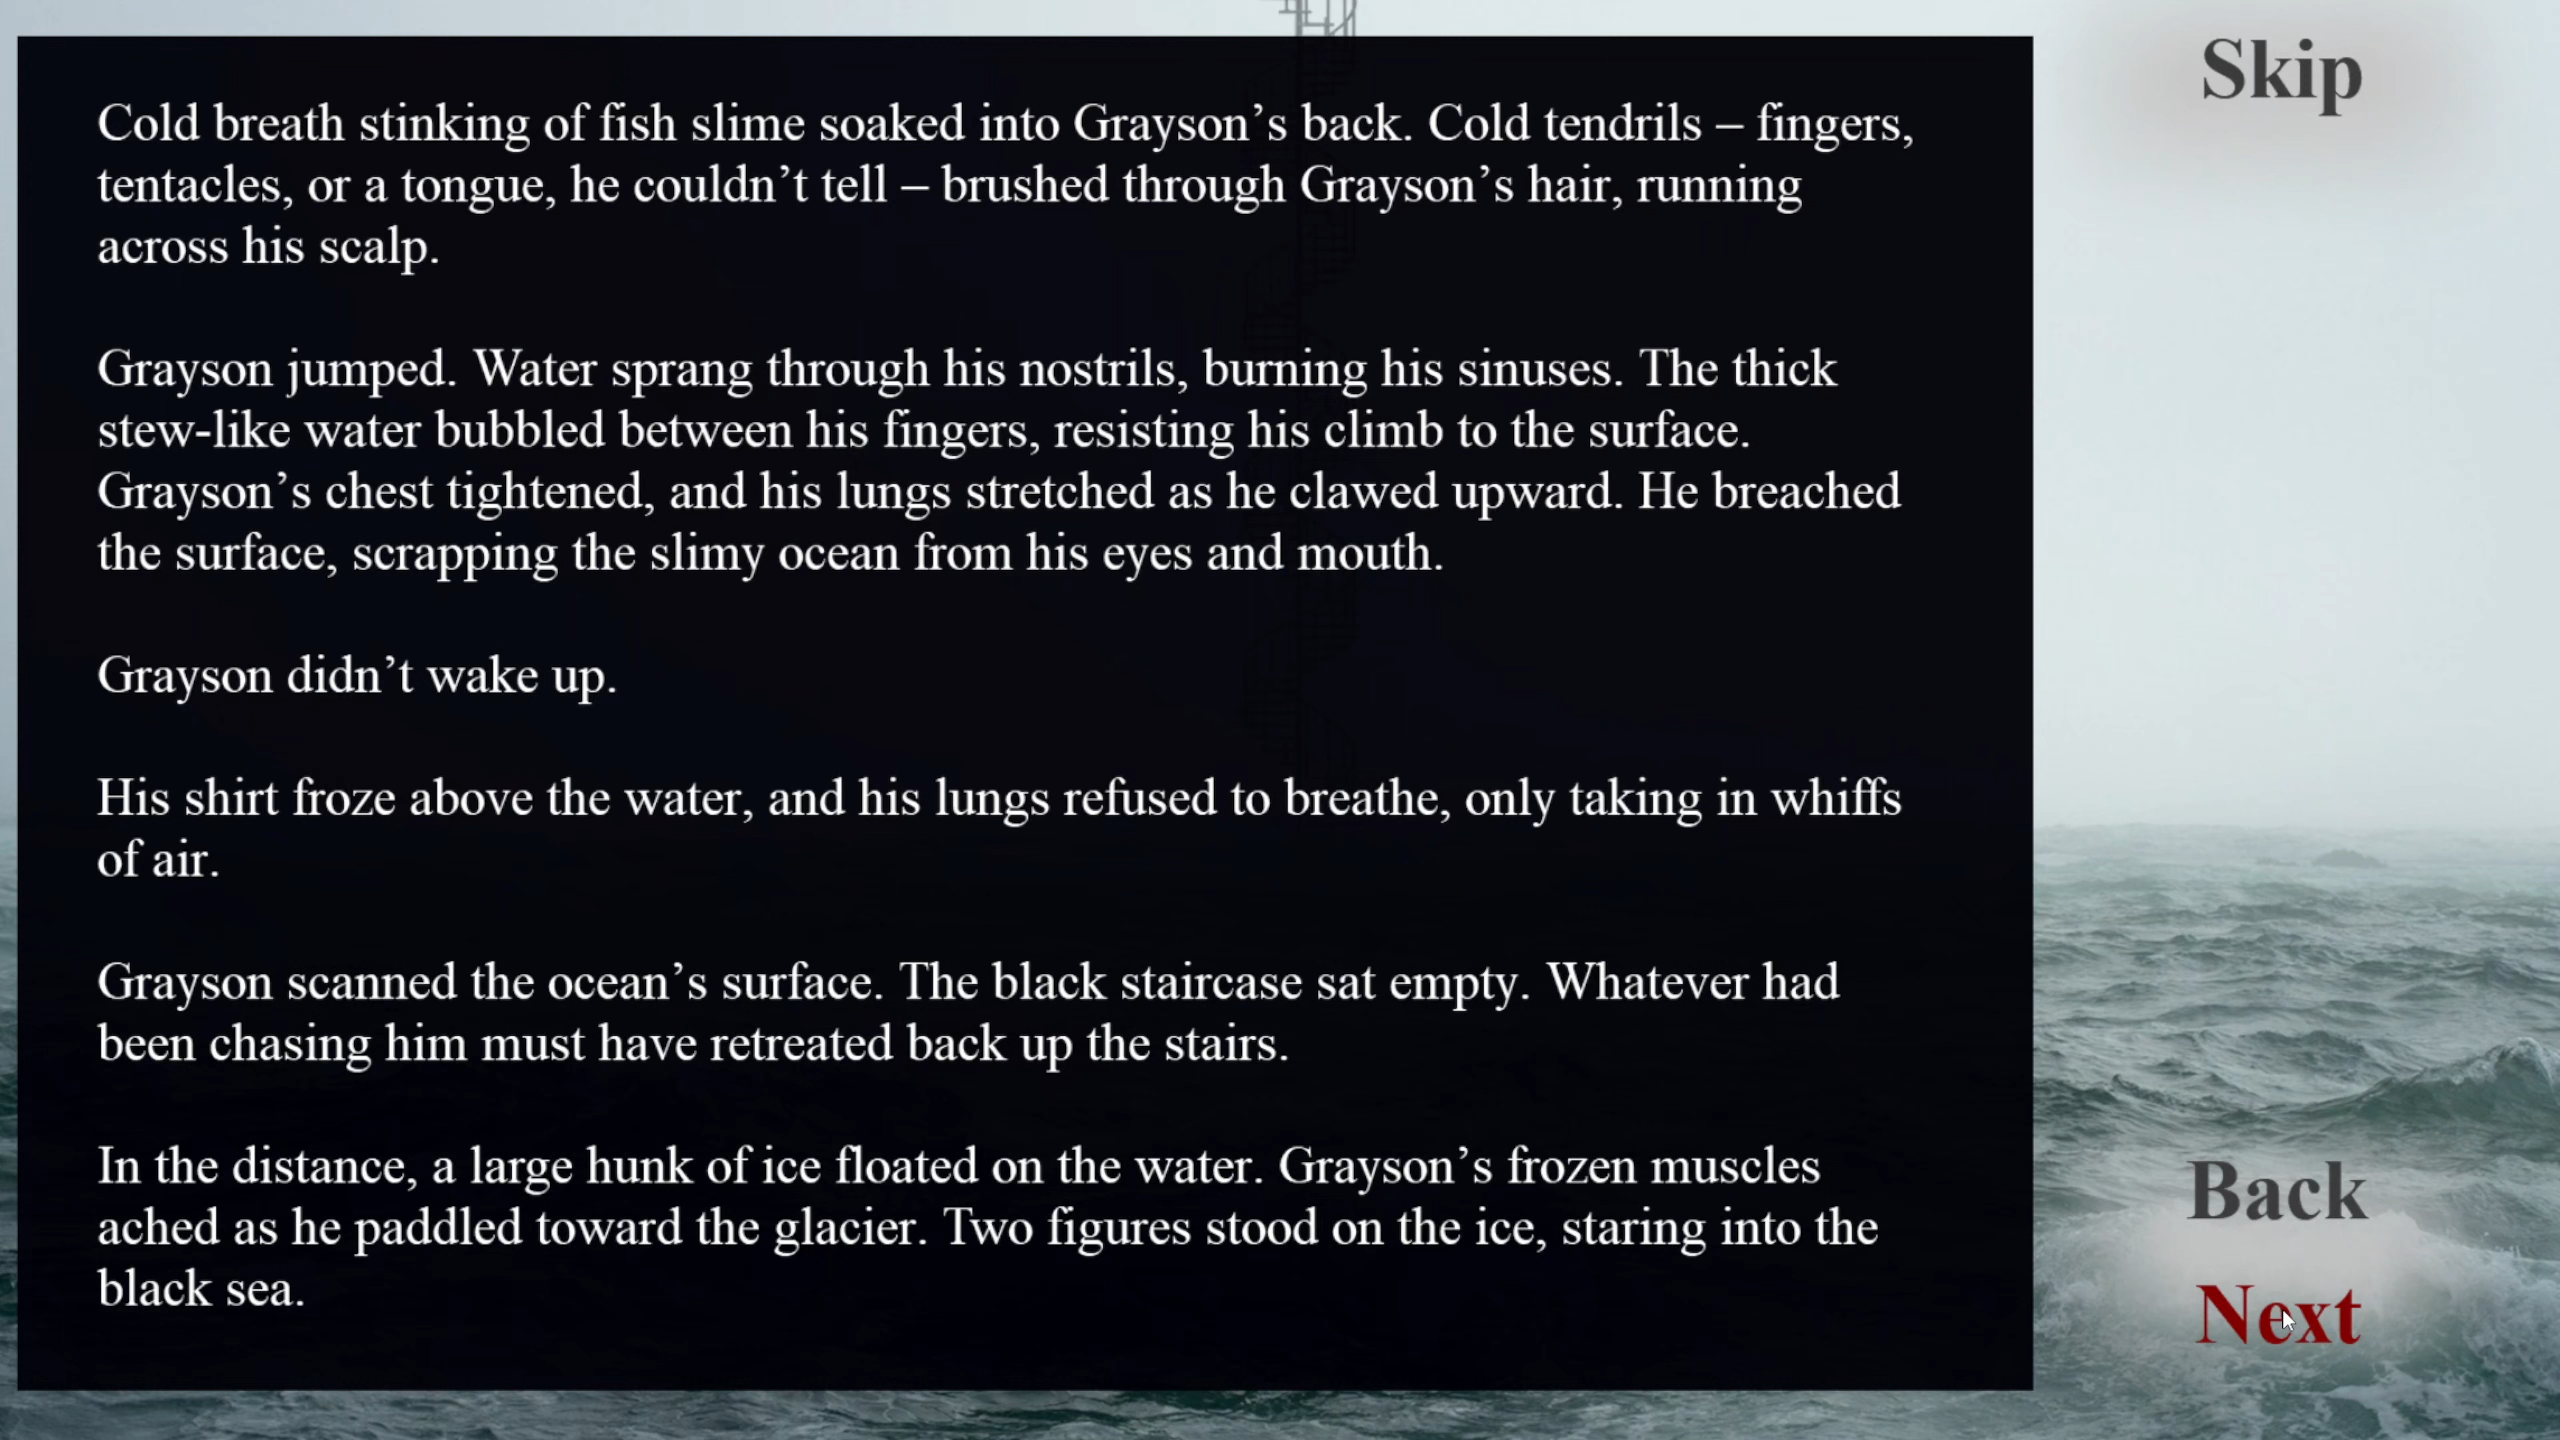 Skip
Cold breath stinking of fish slime soaked into Grayson’s back. Cold tendrils – fingers,
tentacles, or a tongue, he couldn’t tell – brushed through Grayson’s hair, running
across his scalp.
Grayson jumped. Water sprang through his nostrils, burning his sinuses. The thick
stew-like water bubbled between his fingers, resisting his climb to the surface.
Grayson’s chest tightened, and his lungs stretched as he clawed upward. He breached
the surface, scrapping the slimy ocean from his eyes and mouth.
Grayson didn’t wake up.
His shirt froze above the water, and his lungs refused to breathe, only taking in whiffs
of air.
Grayson scanned the ocean’s surface. The black staircase sat empty. Whatever had
been chasing him must have retreated back up the stairs.
In the distance, a large hunk of ice floated on the water. Grayson’s frozen muscles
ached as he paddled toward the glacier. Two figures stood on the ice, staring into the
black sea.
Back
Next